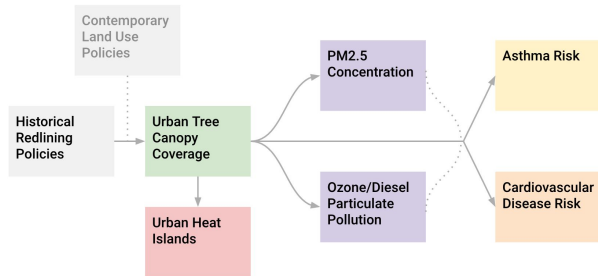 Contemporary
Land Use
Policies
Historical
Redlining
Policies
Urban Tree
Canopy
Coverage
Urban Heat
Islands
PM2.5
Concentration
Ozone/Diesel
Particulate
Pollution
Asthma Risk
Cardiovascular
Disease Risk